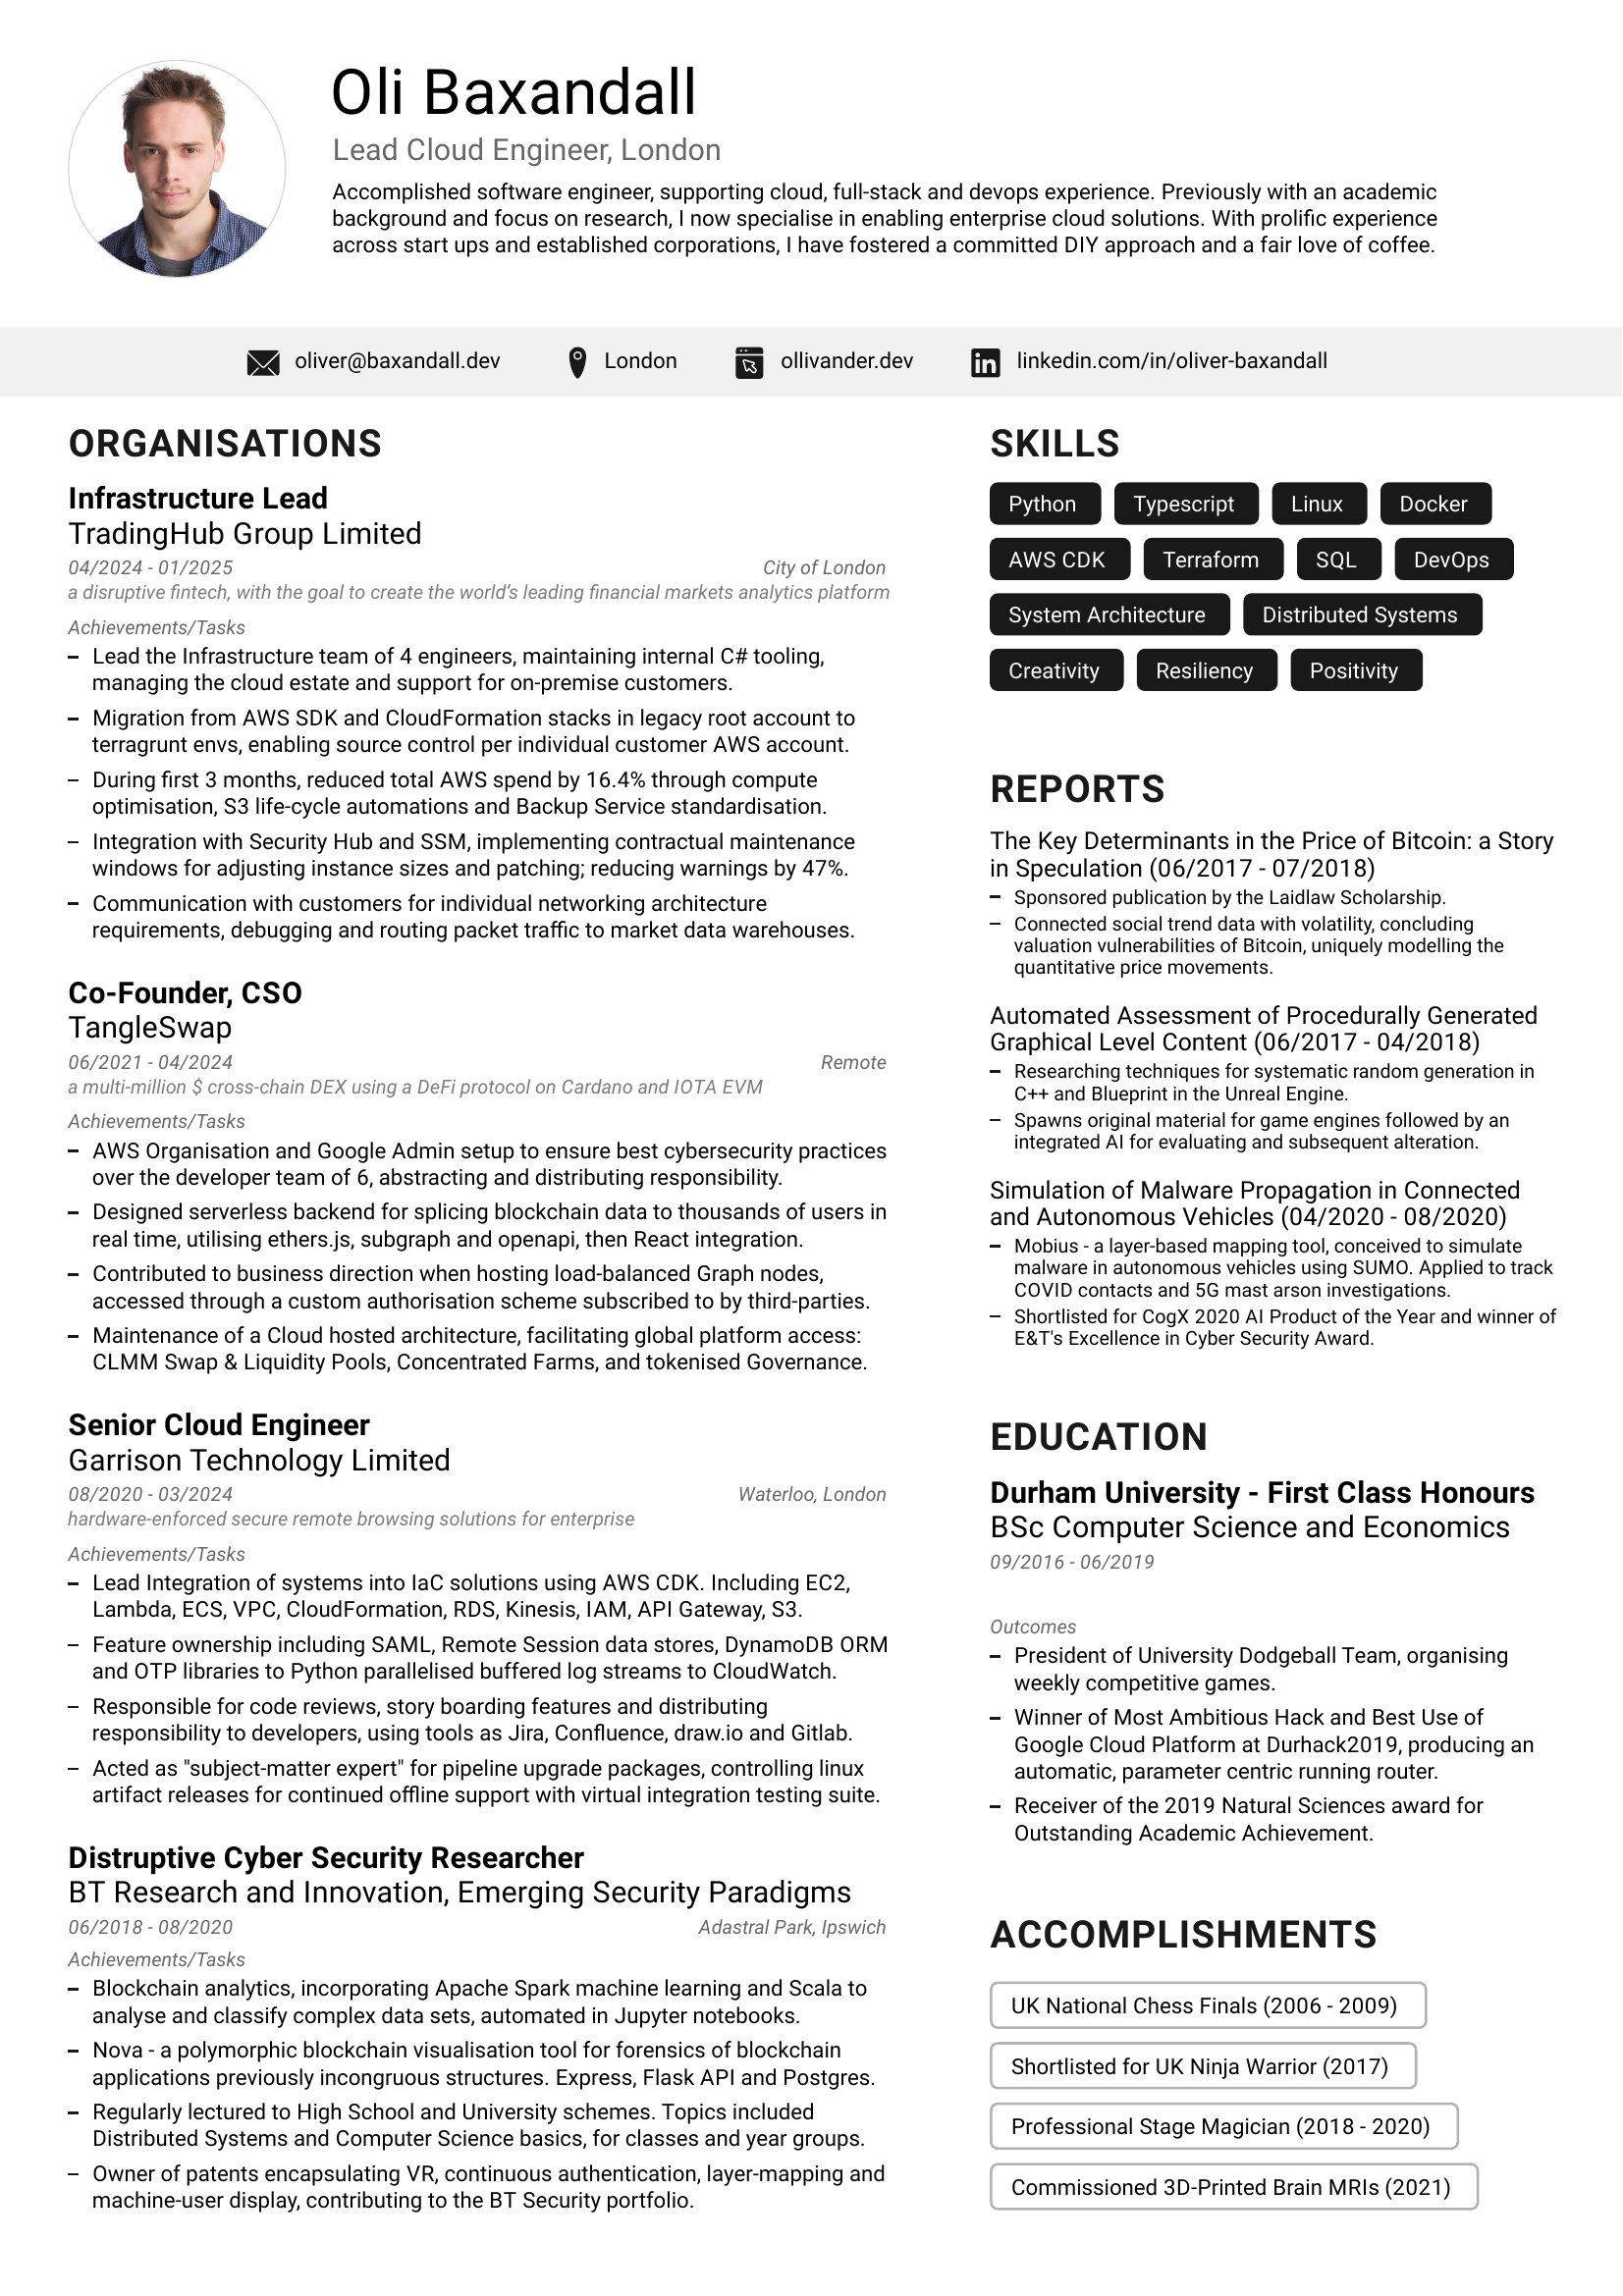 Oli Baxandall
Lead Cloud Engineer, London
Accomplished software engineer, supporting cloud, full-stack and devops experience. Previously with an academic
background and focus on research, I now specialise in enabling enterprise cloud solutions. With prolific experience
across start ups and established corporations, I have fostered a committed DIY approach and a fair love of coffee.
oliver@baxandall.dev
London
ollivander.dev
linkedin.com/in/oliver-baxandall
ORGANISATIONS
Infrastructure Lead
TradingHub Group Limited
04/2024 - 01/2025 City of London
a disruptive fintech, with the goal to create the world’s leading financial markets analytics platform
Achievements/Tasks
– Lead the Infrastructure team of 4 engineers, maintaining internal C# tooling,
managing the cloud estate and support for on-premise customers.
– Migration from AWS SDK and CloudFormation stacks in legacy root account to
terragrunt envs, enabling source control per individual customer AWS account.
– During first 3 months, reduced total AWS spend by 16.4% through compute
optimisation, S3 life-cycle automations and Backup Service standardisation.
– Integration with Security Hub and SSM, implementing contractual maintenance
windows for adjusting instance sizes and patching; reducing warnings by 47%.
– Communication with customers for individual networking architecture
requirements, debugging and routing packet traffic to market data warehouses.
Co-Founder, CSO
TangleSwap
06/2021 - 04/2024 Remote
a multi-million $ cross-chain DEX using a DeFi protocol on Cardano and IOTA EVM
Achievements/Tasks
– AWS Organisation and Google Admin setup to ensure best cybersecurity practices
over the developer team of 6, abstracting and distributing responsibility.
– Designed serverless backend for splicing blockchain data to thousands of users in
real time, utilising ethers.js, subgraph and openapi, then React integration.
– Contributed to business direction when hosting load-balanced Graph nodes,
accessed through a custom authorisation scheme subscribed to by third-parties.
– Maintenance of a Cloud hosted architecture, facilitating global platform access:
CLMM Swap & Liquidity Pools, Concentrated Farms, and tokenised Governance.
Senior Cloud Engineer
Garrison Technology Limited
08/2020 - 03/2024 Waterloo, London
hardware-enforced secure remote browsing solutions for enterprise
Achievements/Tasks
– Lead Integration of systems into IaC solutions using AWS CDK. Including EC2,
Lambda, ECS, VPC, CloudFormation, RDS, Kinesis, IAM, API Gateway, S3.
– Feature ownership including SAML, Remote Session data stores, DynamoDB ORM
and OTP libraries to Python parallelised buffered log streams to CloudWatch.
– Responsible for code reviews, story boarding features and distributing
responsibility to developers, using tools as Jira, Confluence, draw.io and Gitlab.
– Acted as "subject-matter expert" for pipeline upgrade packages, controlling linux
artifact releases for continued offline support with virtual integration testing suite.
Distruptive Cyber Security Researcher
BT Research and Innovation, Emerging Security Paradigms
06/2018 - 08/2020 Adastral Park, Ipswich
Achievements/Tasks
– Blockchain analytics, incorporating Apache Spark machine learning and Scala to
analyse and classify complex data sets, automated in Jupyter notebooks.
– Nova - a polymorphic blockchain visualisation tool for forensics of blockchain
applications previously incongruous structures. Express, Flask API and Postgres.
– Regularly lectured to High School and University schemes. Topics included
Distributed Systems and Computer Science basics, for classes and year groups.
– Owner of patents encapsulating VR, continuous authentication, layer-mapping and
machine-user display, contributing to the BT Security portfolio.
SKILLS
Python Typescript Linux Docker
AWS CDK Terraform SQL DevOps
System Architecture Distributed Systems
Creativity Resiliency Positivity
REPORTS
The Key Determinants in the Price of Bitcoin: a Story
in Speculation (06/2017 - 07/2018)
– Sponsored publication by the Laidlaw Scholarship.
– Connected social trend data with volatility, concluding
valuation vulnerabilities of Bitcoin, uniquely modelling the
quantitative price movements.
Automated Assessment of Procedurally Generated
Graphical Level Content (06/2017 - 04/2018)
– Researching techniques for systematic random generation in
C++ and Blueprint in the Unreal Engine.
– Spawns original material for game engines followed by an
integrated AI for evaluating and subsequent alteration.
Simulation of Malware Propagation in Connected
and Autonomous Vehicles (04/2020 - 08/2020)
– Mobius - a layer-based mapping tool, conceived to simulate
malware in autonomous vehicles using SUMO. Applied to track
COVID contacts and 5G mast arson investigations.
– Shortlisted for CogX 2020 AI Product of the Year and winner of
E&T's Excellence in Cyber Security Award.
EDUCATION
Durham University - First Class Honours
BSc Computer Science and Economics
09/2016 - 06/2019
Outcomes
– President of University Dodgeball Team, organising
weekly competitive games.
– Winner of Most Ambitious Hack and Best Use of
Google Cloud Platform at Durhack2019, producing an
automatic, parameter centric running router.
– Receiver of the 2019 Natural Sciences award for
Outstanding Academic Achievement.
ACCOMPLISHMENTS
UK National Chess Finals (2006 - 2009)
Shortlisted for UK Ninja Warrior (2017)
Professional Stage Magician (2018 - 2020)
Commissioned 3D-Printed Brain MRIs (2021)